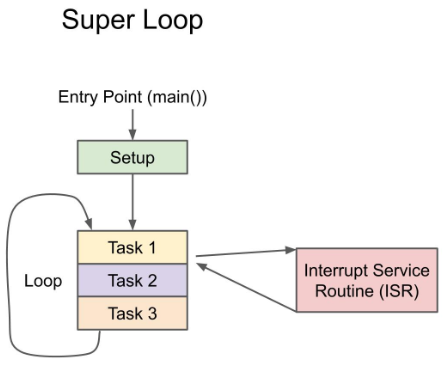 Super Loop
Entry Point (main())
Setup
Task 1
Loop
Task 2
Task 3
Interrupt Service
Routine (ISR)